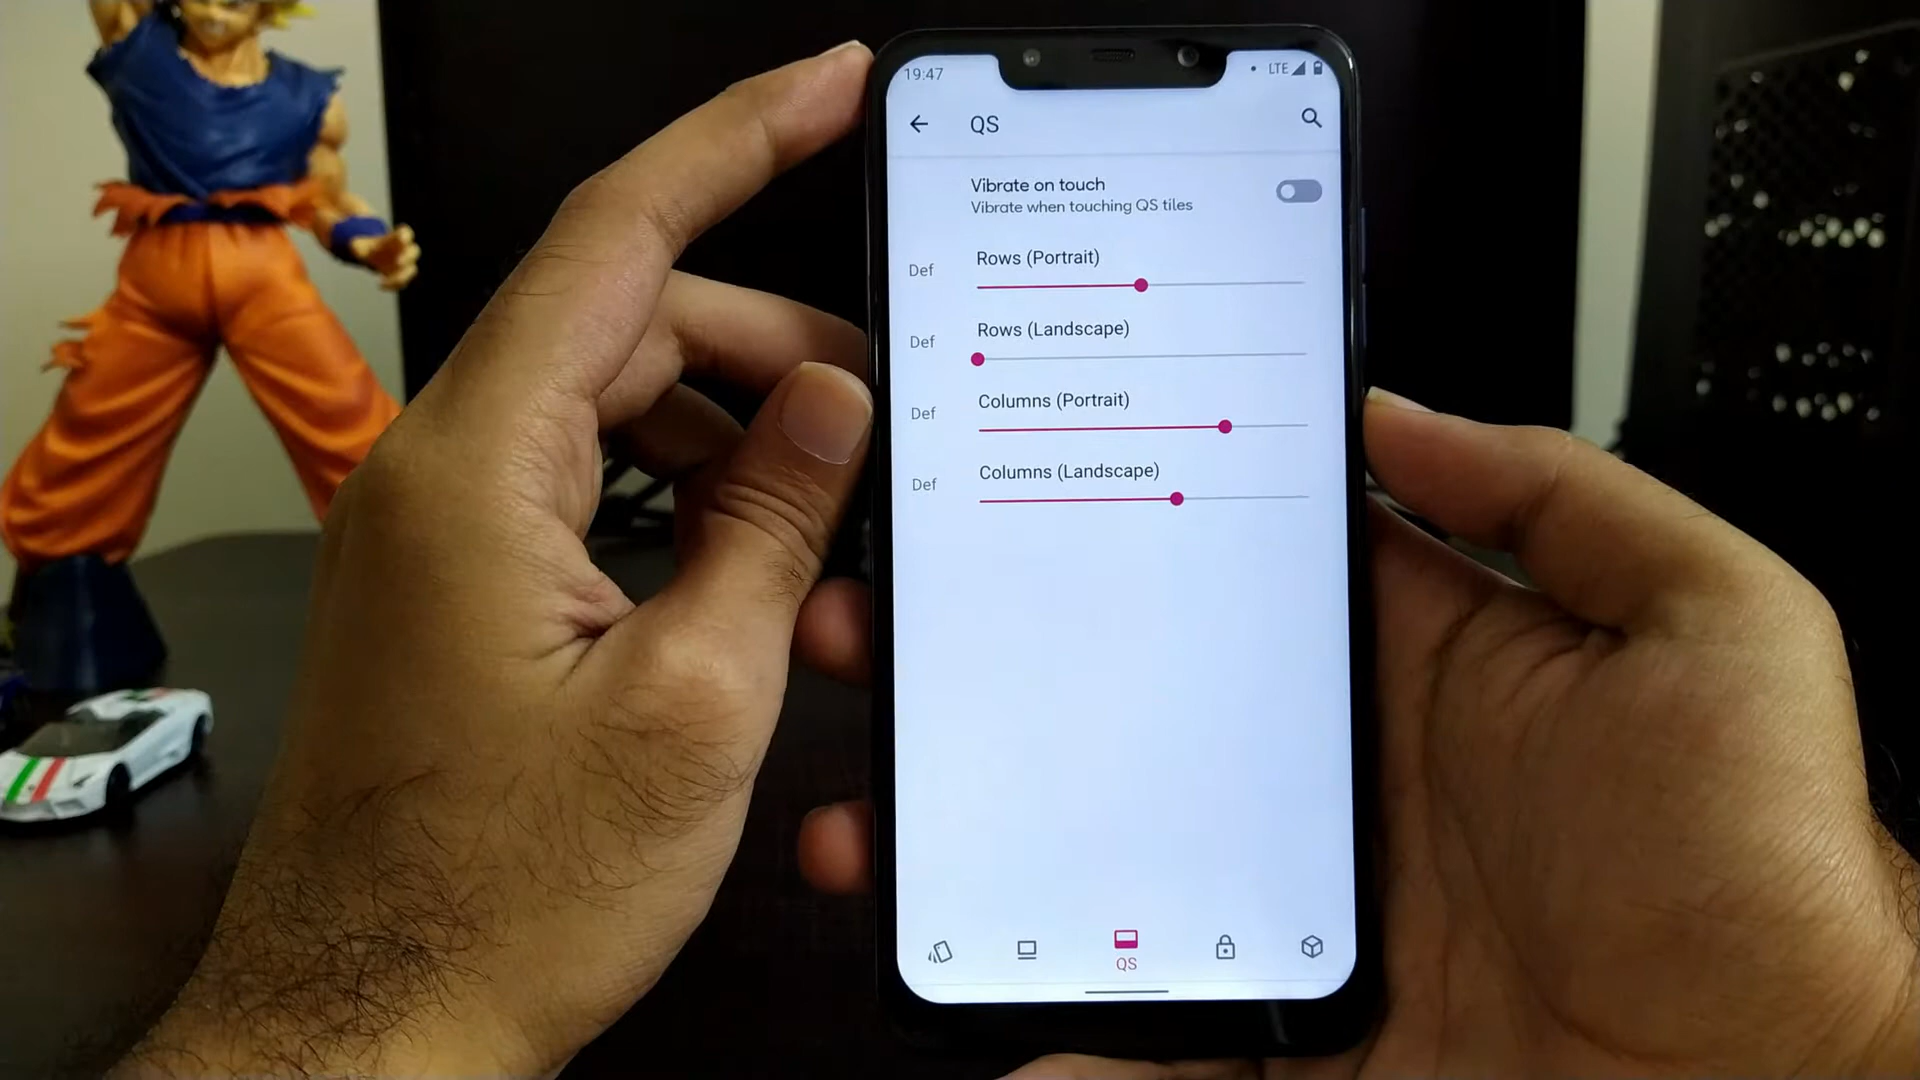 19:47
LTE
QS
Vibrate on touch
Vibrate when touching QS tiles
Rows (Portrait)
Def
Rows (Landscape)
Def
Columns (Portrait)
Def
Columns (Landscape)
Def
QS